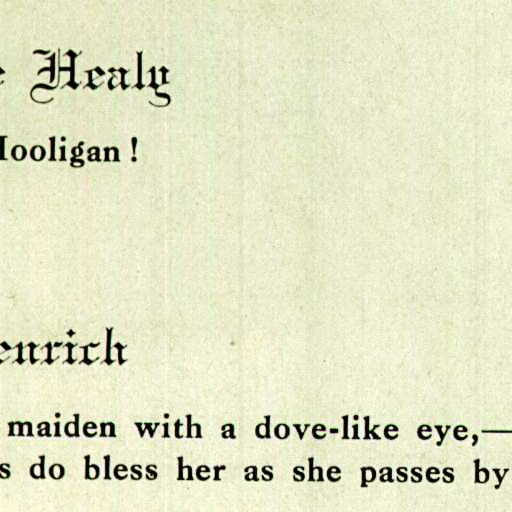 Healy
Hooligan !
enrich
maiden with a dove-like eye,—
s do bless her as she passes by